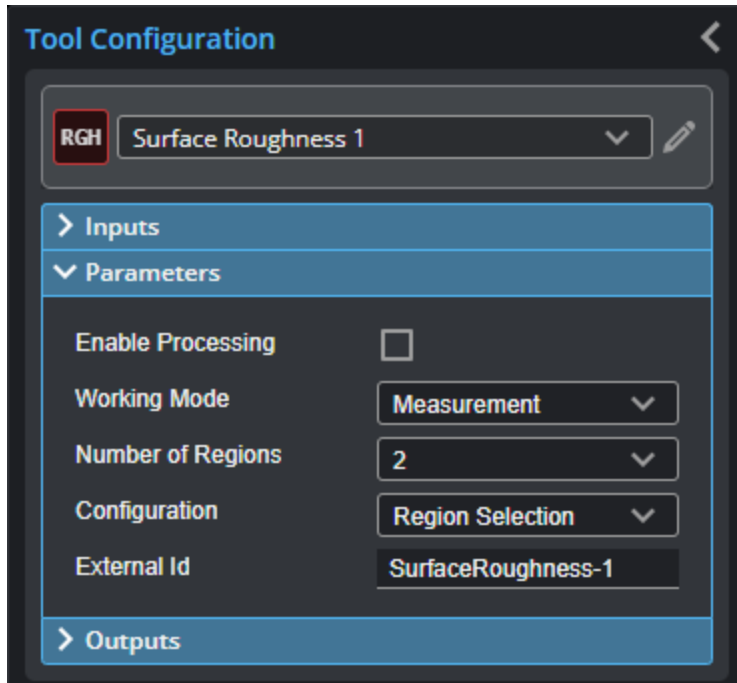 Tool Configuration
RGH Surface Roughness 1
Inputs
Parameters
Enable Processing
Working Mode Measurement
Number of Regions 2
Configuration Region Selection
External Id SurfaceRoughness-1
Outputs